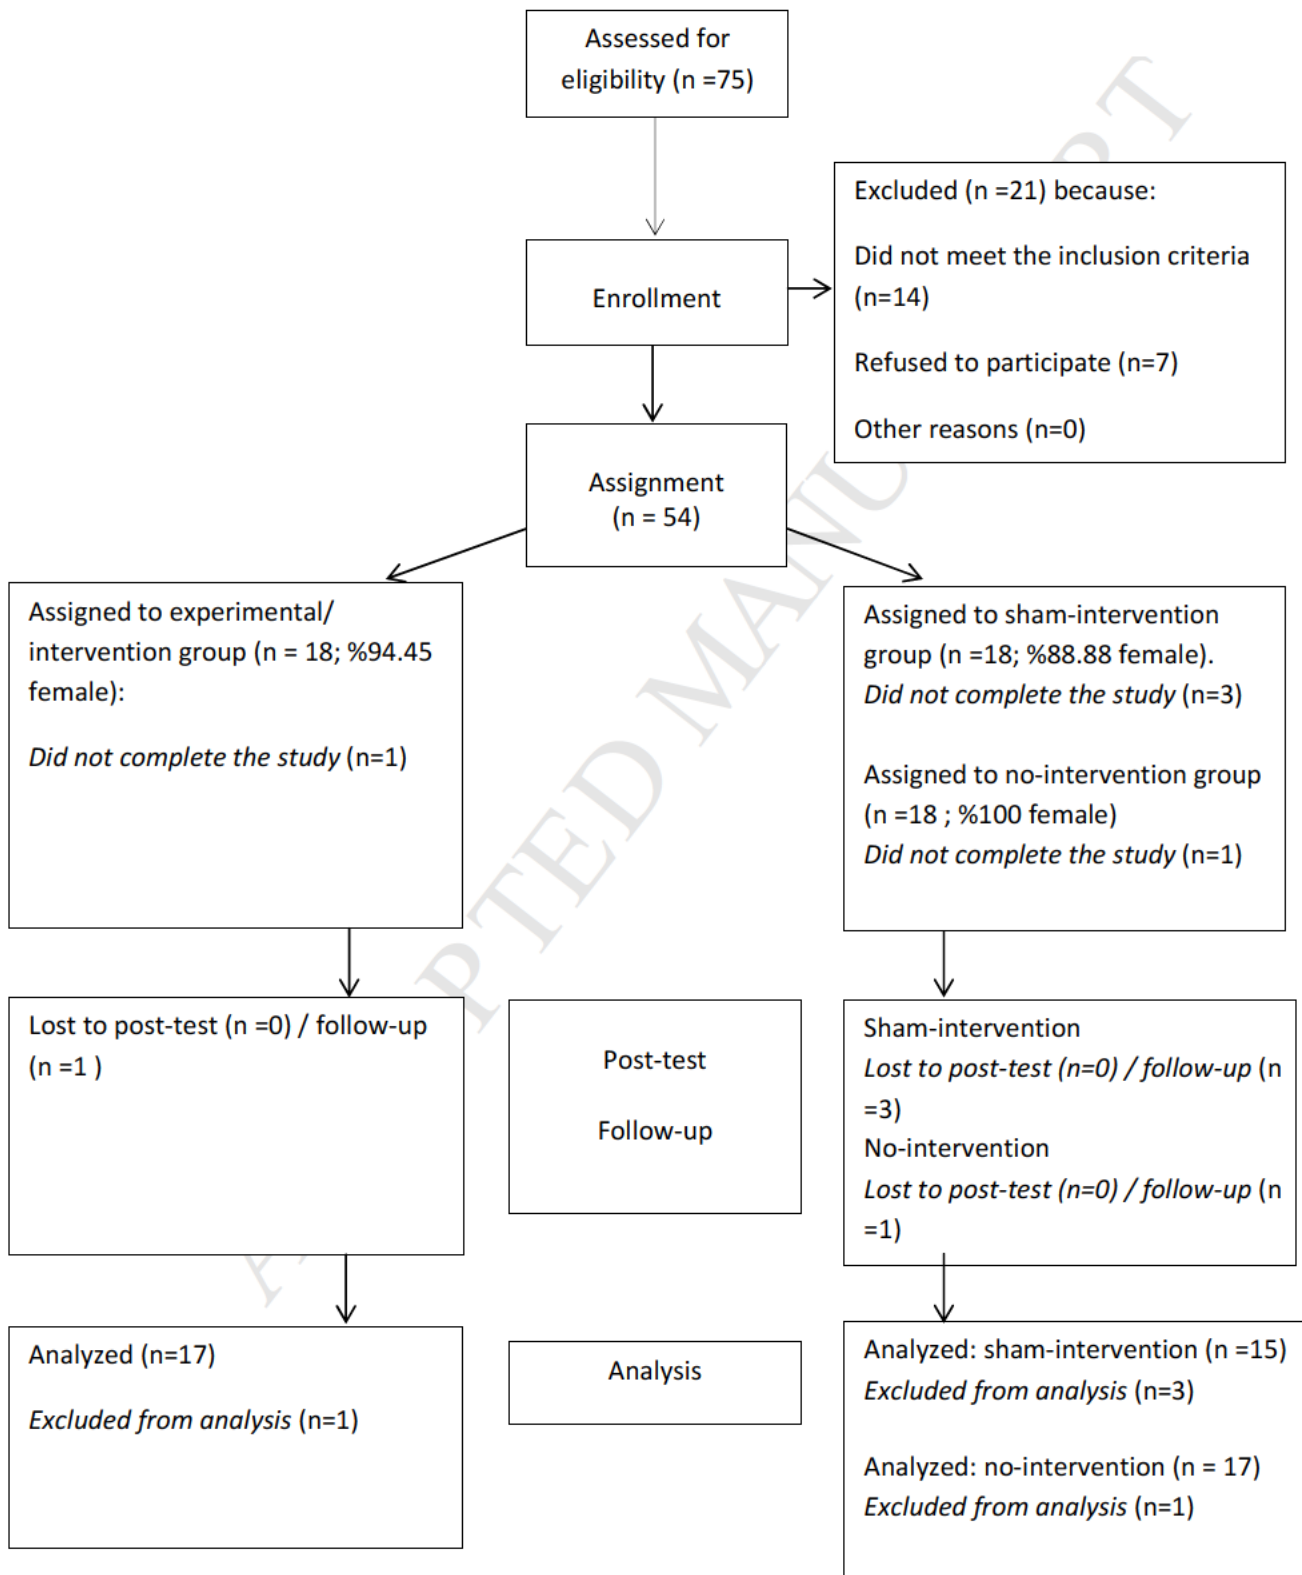 Assessed for
eligibility (n =75)
Excluded (n =21) because:
Did not meet the inclusion criteria
(n=14)
Refused to participate (n=7)
Other reasons (n=0)
Enrollment
Assignment
(n = 54)
Assigned to experimental/
intervention group (n = 18; %94.45
female):
Did not complete the study (n=1)
Assigned to sham-intervention
group (n =18; %88.88 female).
Did not complete the study (n=3)
Assigned to no-intervention group
(n =18 ; %100 female)
Did not complete the study (n=1)
Lost to post-test (n =0) / follow-up
(n =1 )
Post-test
Follow-up
Sham-intervention
Lost to post-test (n=0) / follow-up (n
=3)
No-intervention
Lost to post-test (n=0) / follow-up (n
=1)
Analyzed (n=17)
Excluded from analysis (n=1)
Analysis
Analyzed: sham-intervention (n =15)
Excluded from analysis (n=3)
Analyzed: no-intervention (n = 17)
Excluded from analysis (n=1)